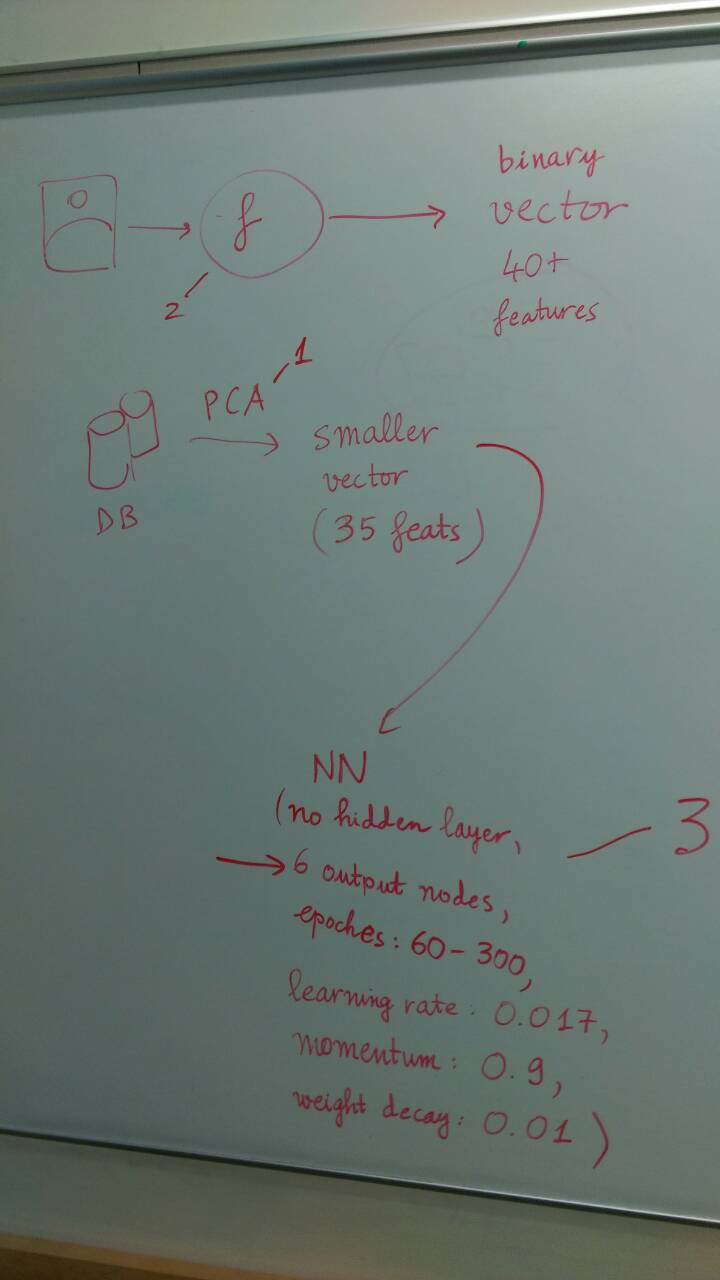 f
2
binary
vector
40+
features
DB
PCA
1
smaller
vector
(35 feats)
NN
(no hidden layer,
6 output nodes,
epoches: 60-300,
learning rate: 0.017,
momentum: 0.9,
weight decay: 0.01)
3